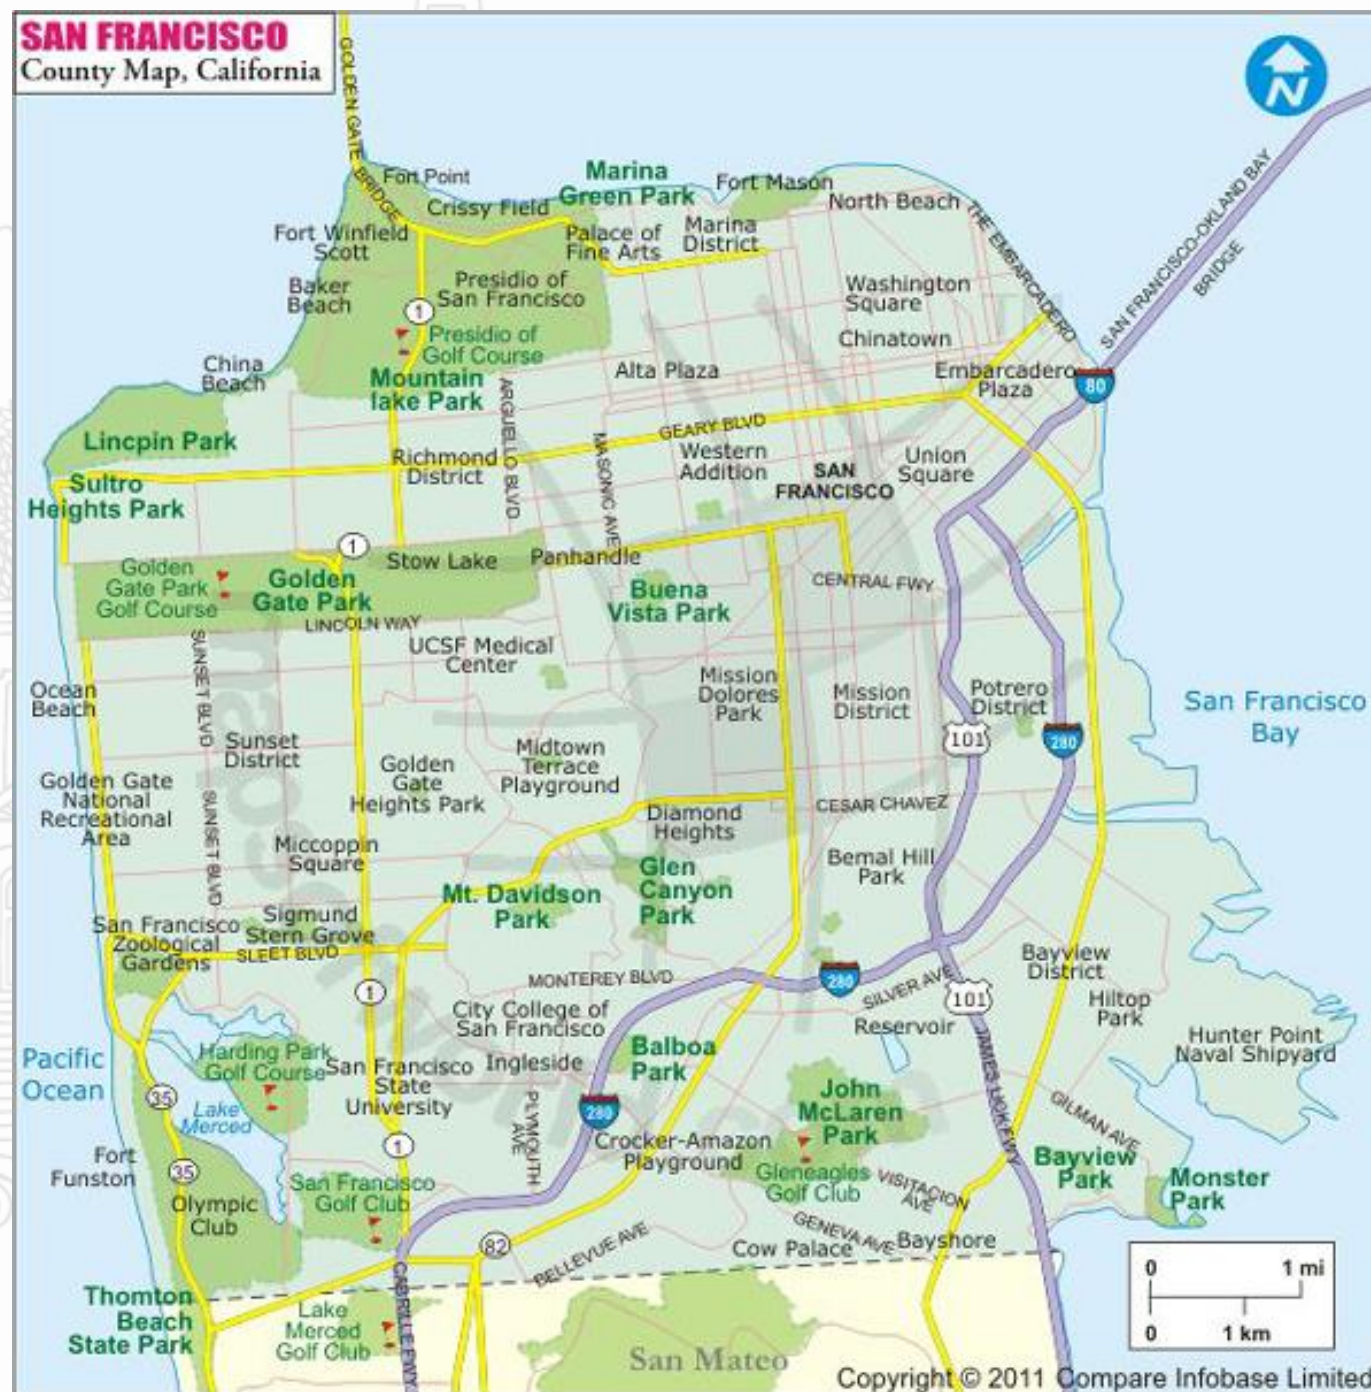 SAN FRANCISCO
County Map, California
N
GOLDEN GATE BRIDGE
Fort Point
Marina
Green Park
Fort Mason
Crissy Field
North Beach
THE EMBARCADERO
SAN FRANCISCO-OKLAND BAY
BRIDGE
Fort Winfield
Scott
Palace of
Fine Arts
Marina
District
Baker
Beach
Presidio of
San Francisco
Washington
Square
1
Presidio of
Golf Course
Chinatown
China
Beach
Mountain
lake Park
Alta Plaza
Embarcadero
Plaza
80
ARGUELLO BLVD
Lincpin Park
GEARY BLVD
MASONIC AVE
Richmond
District
Western
Addition
SAN
FRANCISCO
Union
Square
Sultro
Heights Park
1
Stow Lake
Panhandle
Golden
Gate Park
Golf Course
Golden
Gate Park
Buena
Vista Park
CENTRAL FWY
LINCOLN WAY
SUNSET BLVD
UCSF Medical
Center
Ocean
Beach
Mission
Dolores
Park
Mission
District
Potrero
District
San Francisco
Bay
101
280
Sunset
District
Golden
Gate
Heights Park
Midtown
Terrace
Playground
Golden Gate
National
Recreational
Area
SUNSET BLVD
Diamond
Heights
CESAR CHAVEZ
Miccoppin
Square
Bemal Hill
Park
Mt. Davidson
Park
Glen
Canyon
Park
San Francisco
Zoological
Gardens
Sigmund
Stern Grove
SLEET BLVD
MONTEREY BLVD
280
SILVER AVE
101
Bayview
District
1
City College of
San Francisco
Reservoir
Hiltop
Park
Hunter Point
Naval Shipyard
Pacific
Ocean
Harding Park
Golf Course
San Francisco
State
University
Ingleside
Balboa
Park
JAMES LICK FWY
35
Lake
Merced
PLYMOUTH
AVE
280
John
McLaren
Park
GILMAN AVE
1
Crocker-Amazon
Playground
Fort
Funston
35
San Francisco
Golf Club
Gleneagles
Golf Club
VISITACION
AVE
Bayview
Park
Monster
Park
Olympic
Club
82
BELLEVUE AVE
GENEVA AVE
Cow Palace
Bayshore
Thomton
Beach
State Park
Lake
Merced
Golf Club
CABRILLE FWY
San Mateo
0 1 mi
0 1 km
mapsofworld.com
Copyright © 2011 Compare Infobase Limited